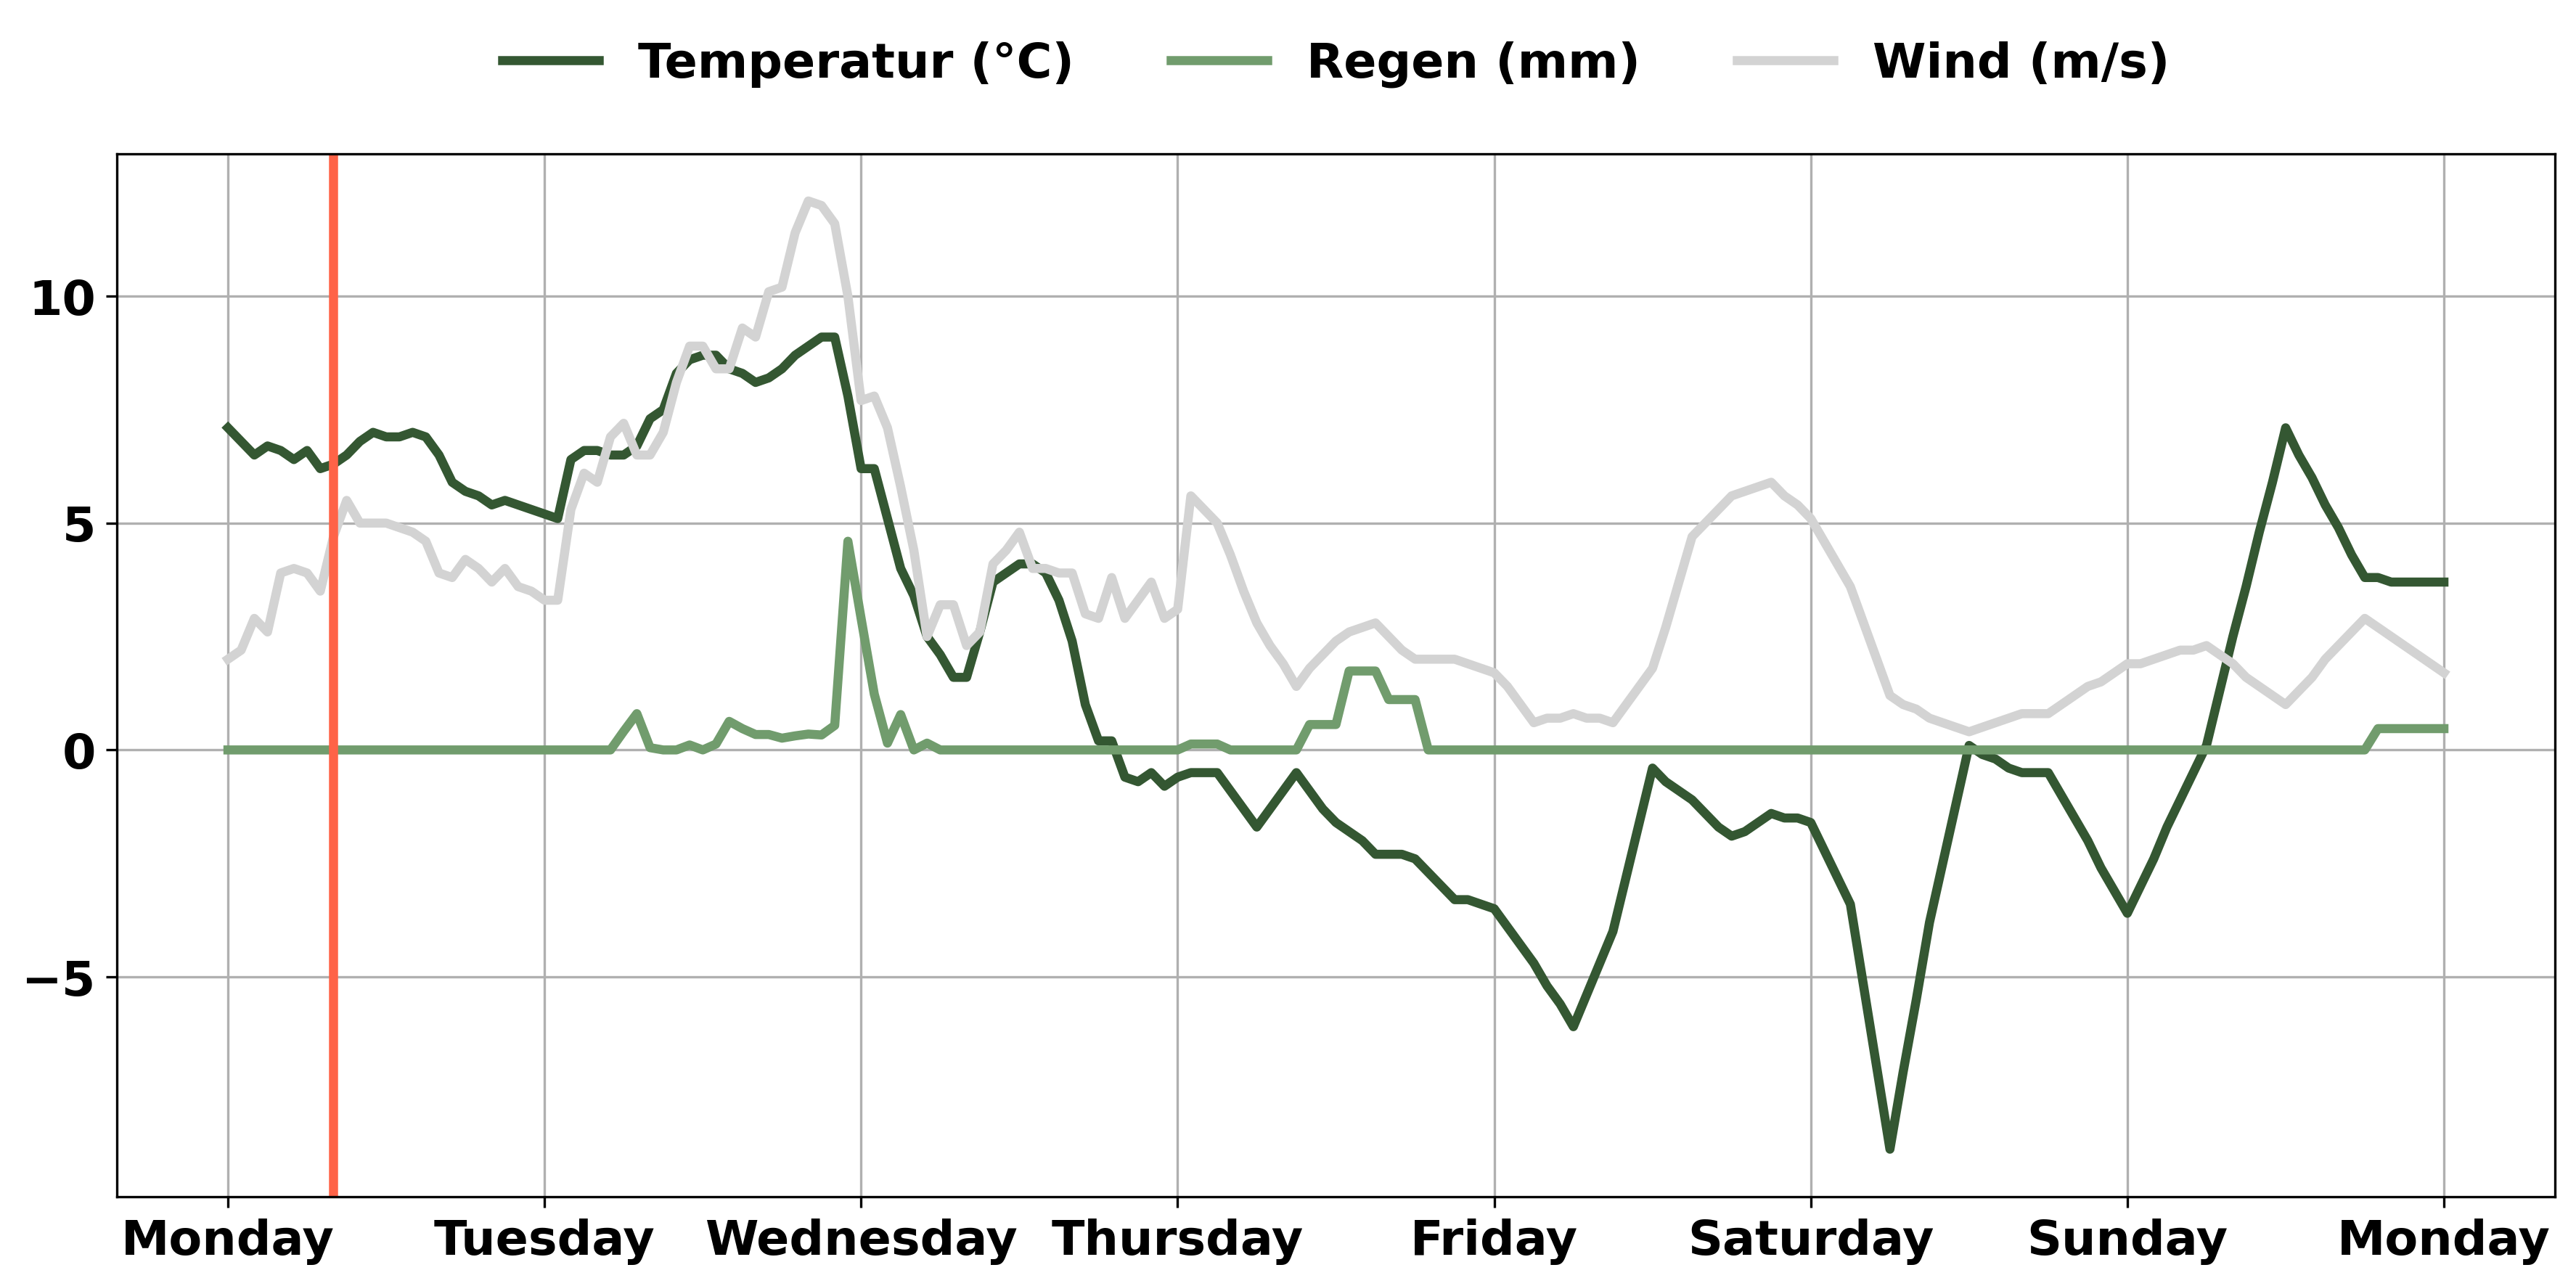 Temperatur (°C) Regen (mm) Wind (m/s)
10
5
0
−5
Monday Tuesday Wednesday Thursday Friday Saturday Sunday Monday